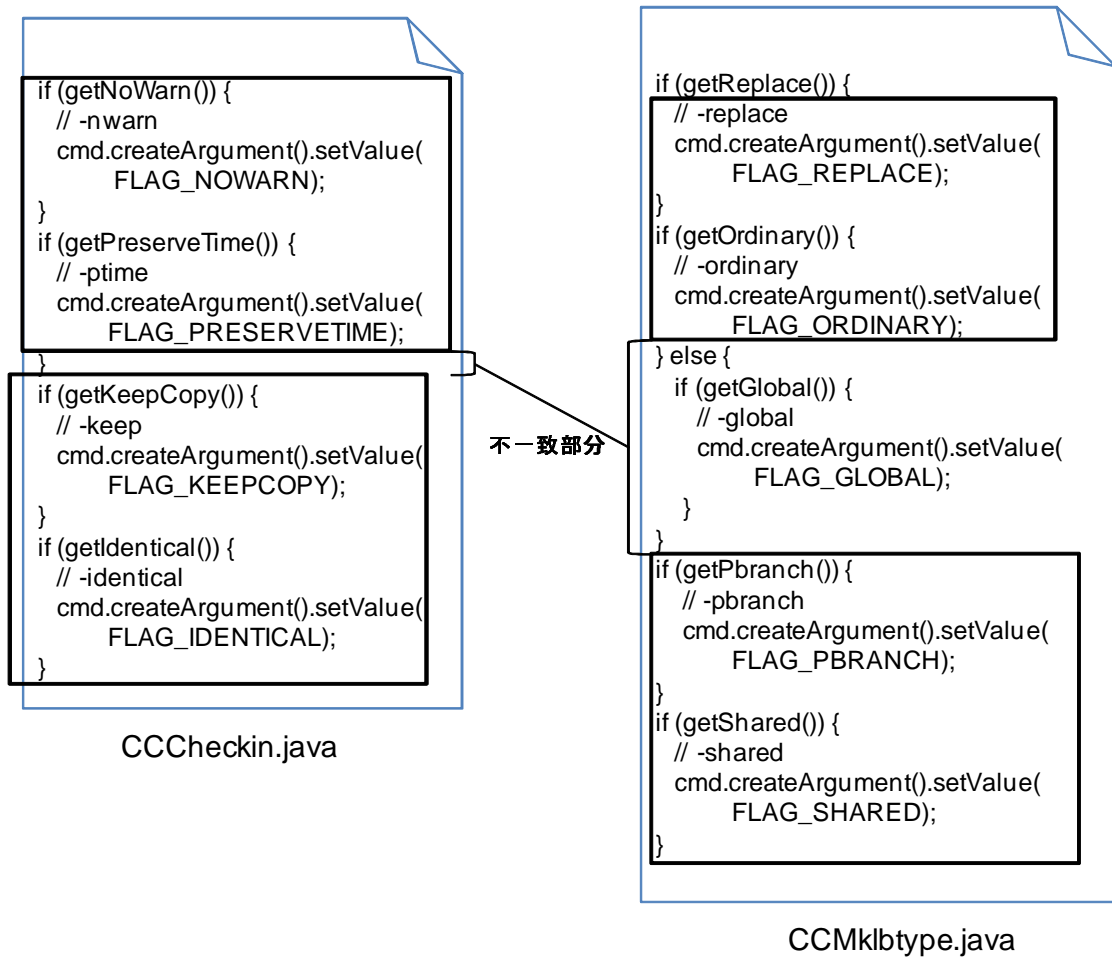 if (getNoWarn()) {
// -nwarn
cmd.createArgument().setValue(
FLAG_NOWARN);
}
if (getPreserveTime()) {
// -ptime
cmd.createArgument().setValue(
FLAG_PRESERVETIME);
}
if (getKeepCopy()) {
// -keep
cmd.createArgument().setValue(
FLAG_KEEPCOPY);
}
if (getIdentical()) {
// -identical
cmd.createArgument().setValue(
FLAG_IDENTICAL);
}
CCCheckin.java
不一致部分
if (getReplace()) {
// -replace
cmd.createArgument().setValue(
FLAG_REPLACE);
}
if (getOrdinary()) {
// -ordinary
cmd.createArgument().setValue(
FLAG_ORDINARY);
} else {
if (getGlobal()) {
// -global
cmd.createArgument().setValue(
FLAG_GLOBAL);
}
}
if (getPbranch()) {
// -pbranch
cmd.createArgument().setValue(
FLAG_PBRANCH);
}
if (getShared()) {
// -shared
cmd.createArgument().setValue(
FLAG_SHARED);
}
CCMklbtype.java